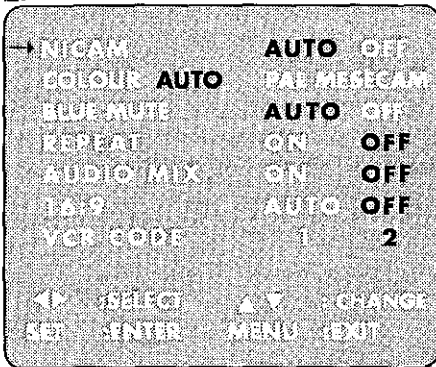 → NICAM AUTO OFF
COLOUR AUTO PAL MESECAM
BLUE MUTE AUTO OFF
REPEAT ON OFF
AUDIO MIX ON OFF
16:9 AUTO OFF
VCR CODE 1 2
◄► :SELECT ▲▼ :CHANGE
SET :ENTER MENU :EXIT